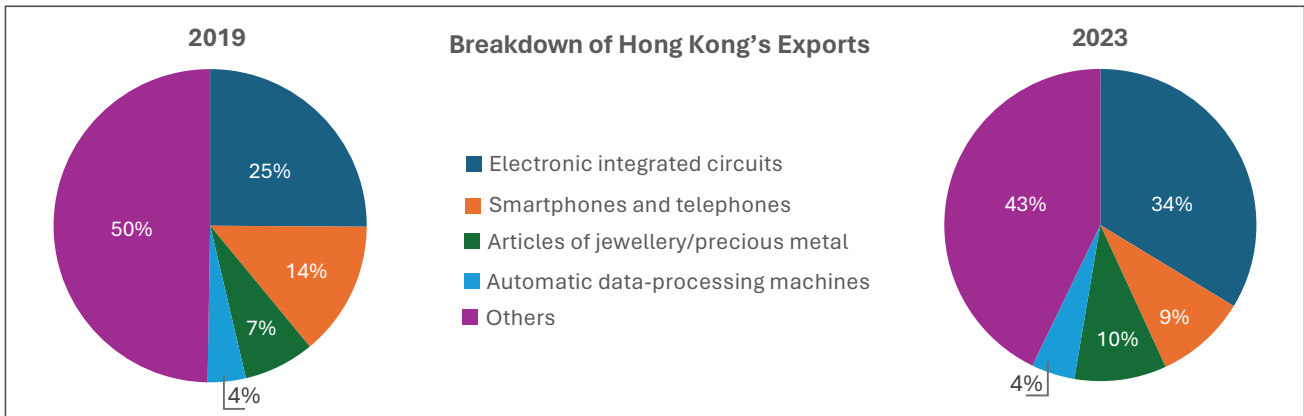 2019
Breakdown of Hong Kong's Exports
2023
25%
14%
7%
4%
50%
Electronic integrated circuits
Smartphones and telephones
Articles of jewellery/precious metal
Automatic data-processing machines
Others
34%
9%
10%
4%
43%